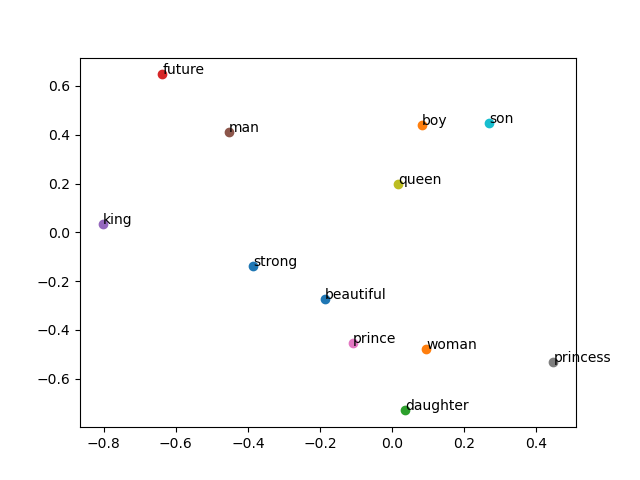 0.6
0.4
0.2
0.0
−0.2
−0.4
−0.6
−0.8
−0.6
−0.4
−0.2
0.0
0.2
0.4
future
man
boy
son
queen
king
strong
beautiful
prince
woman
princess
daughter